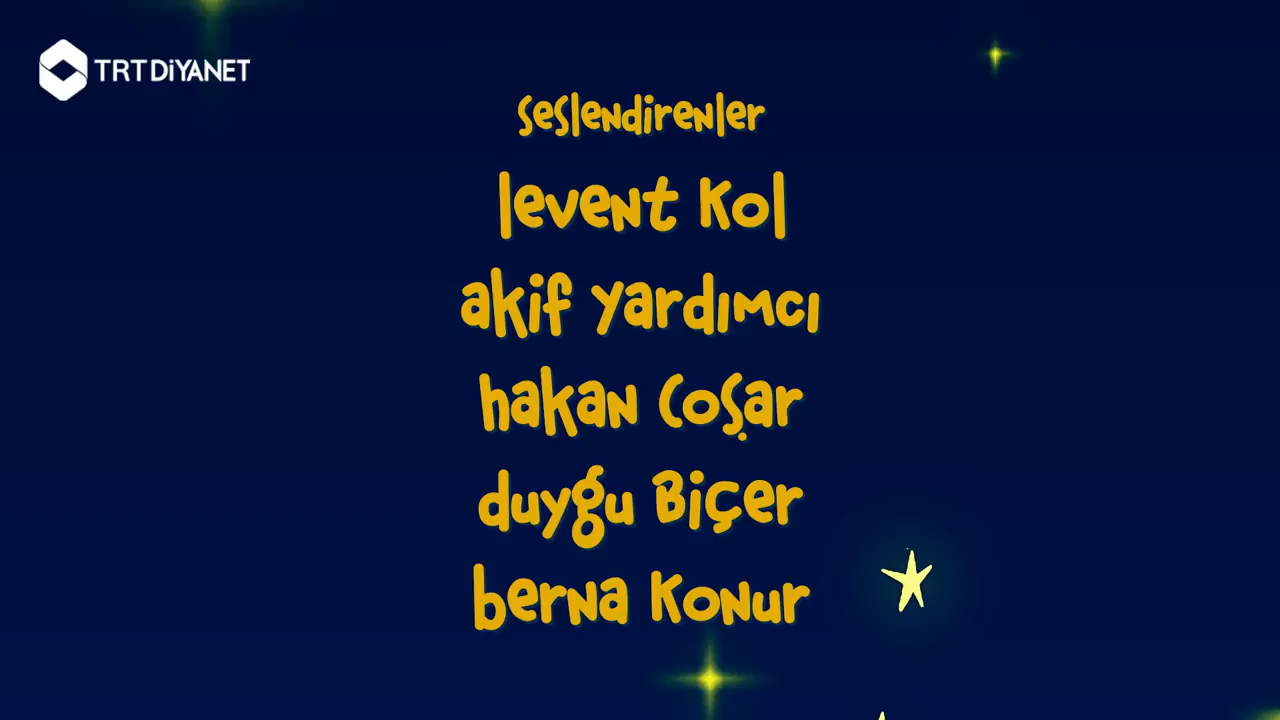 TRT DİYANET
seslendirenler
levent Kol
akif yardımcı
hakan Coşar
duygu Biçer
berna Konur